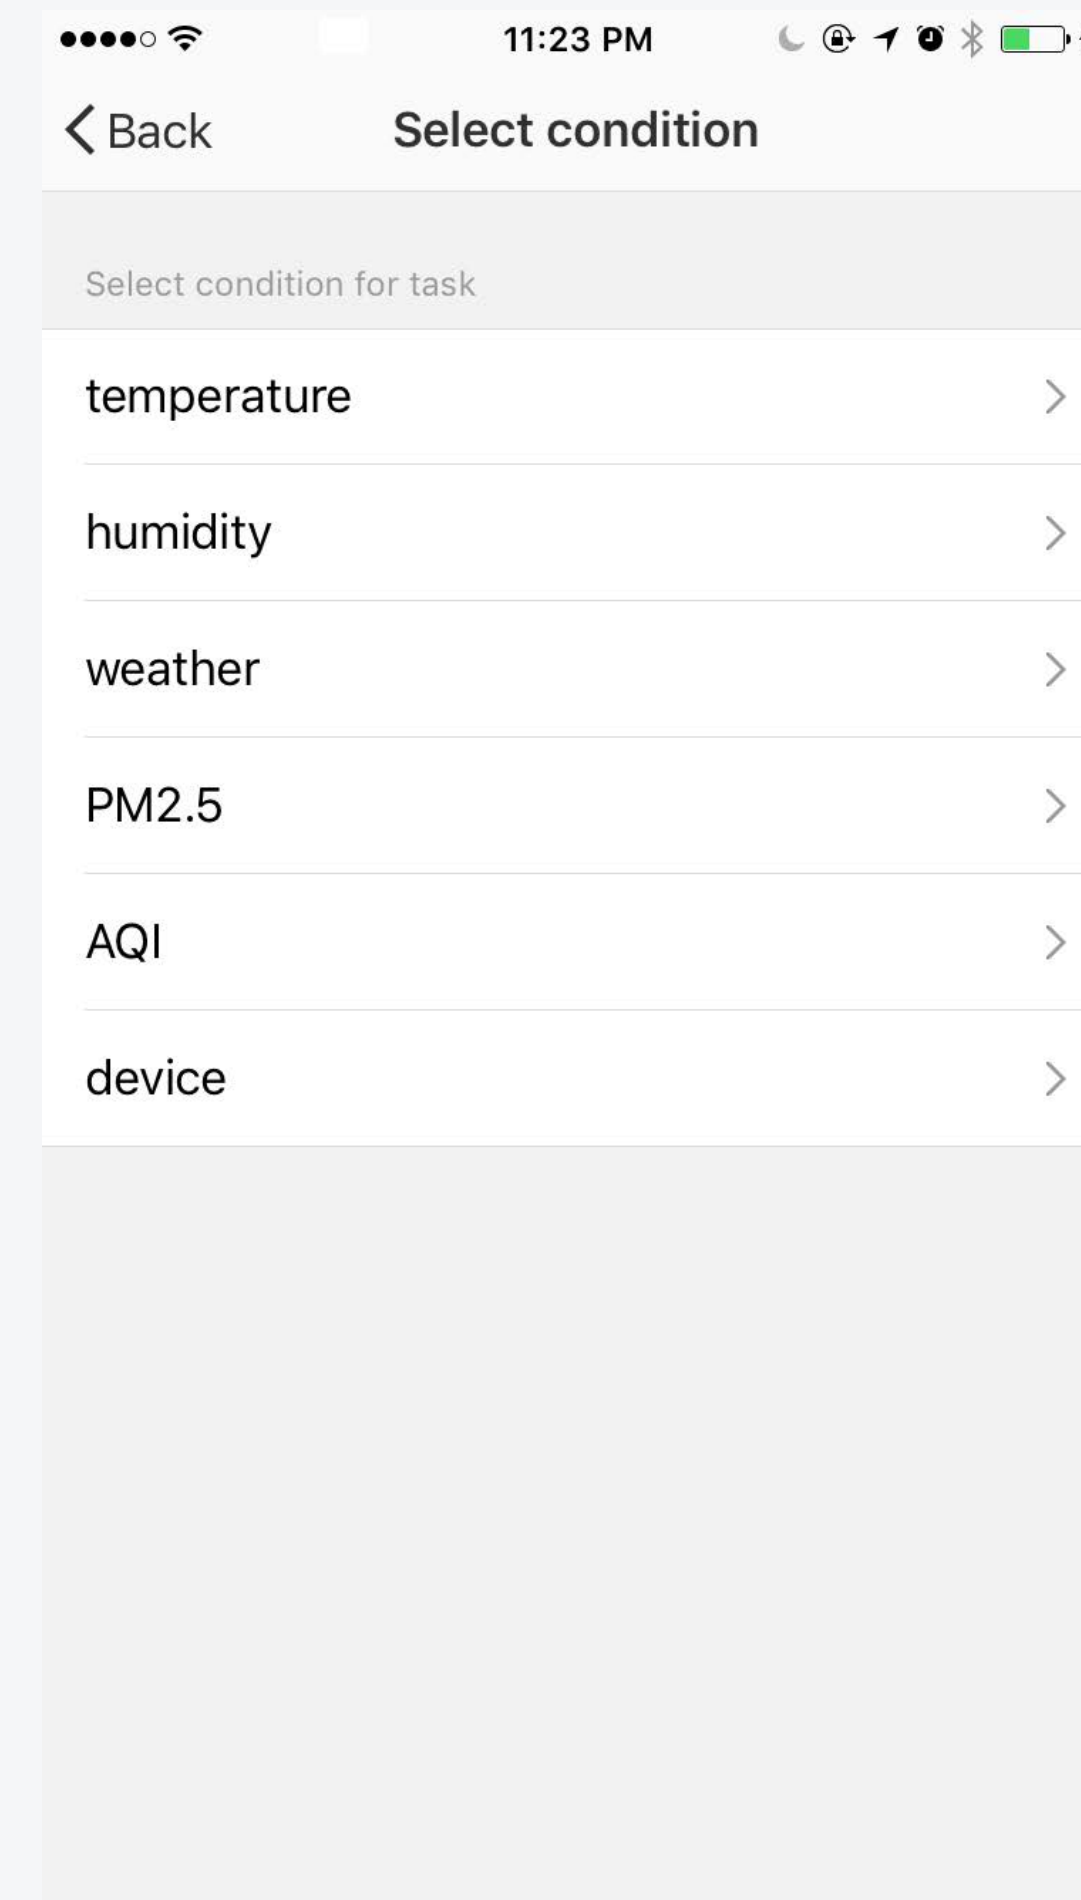 11:23 PM
Back
Select condition
Select condition for task
temperature
humidity
weather
PM2.5
AQI
device